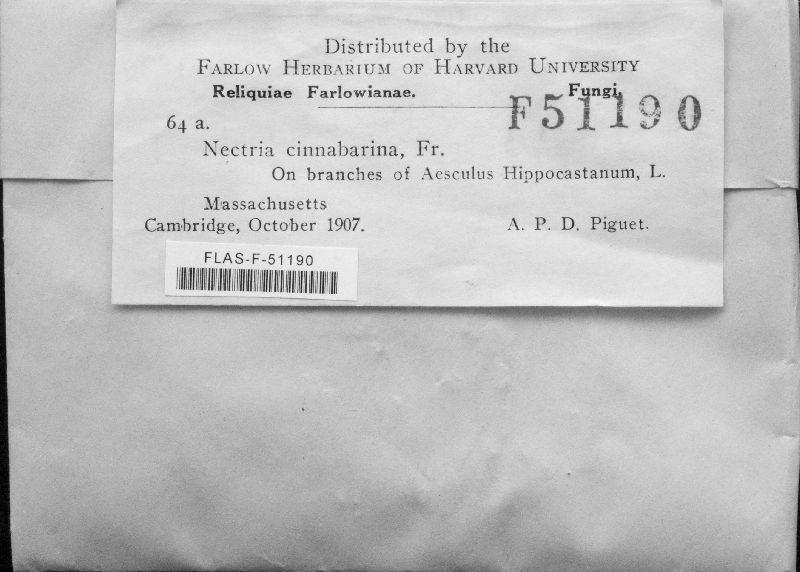 Distributed by the
FARLOW HERBARIUM OF HARVARD UNIVERSITY
Reliquiae Farlowianae. Fungi.
64 a. F51190
Nectria cinnabarina, Fr.
On branches of Aesculus Hippocastanum, L.
Massachusetts
Cambridge, October 1907. A. P. D. Piguet.
FLAS-F-51190